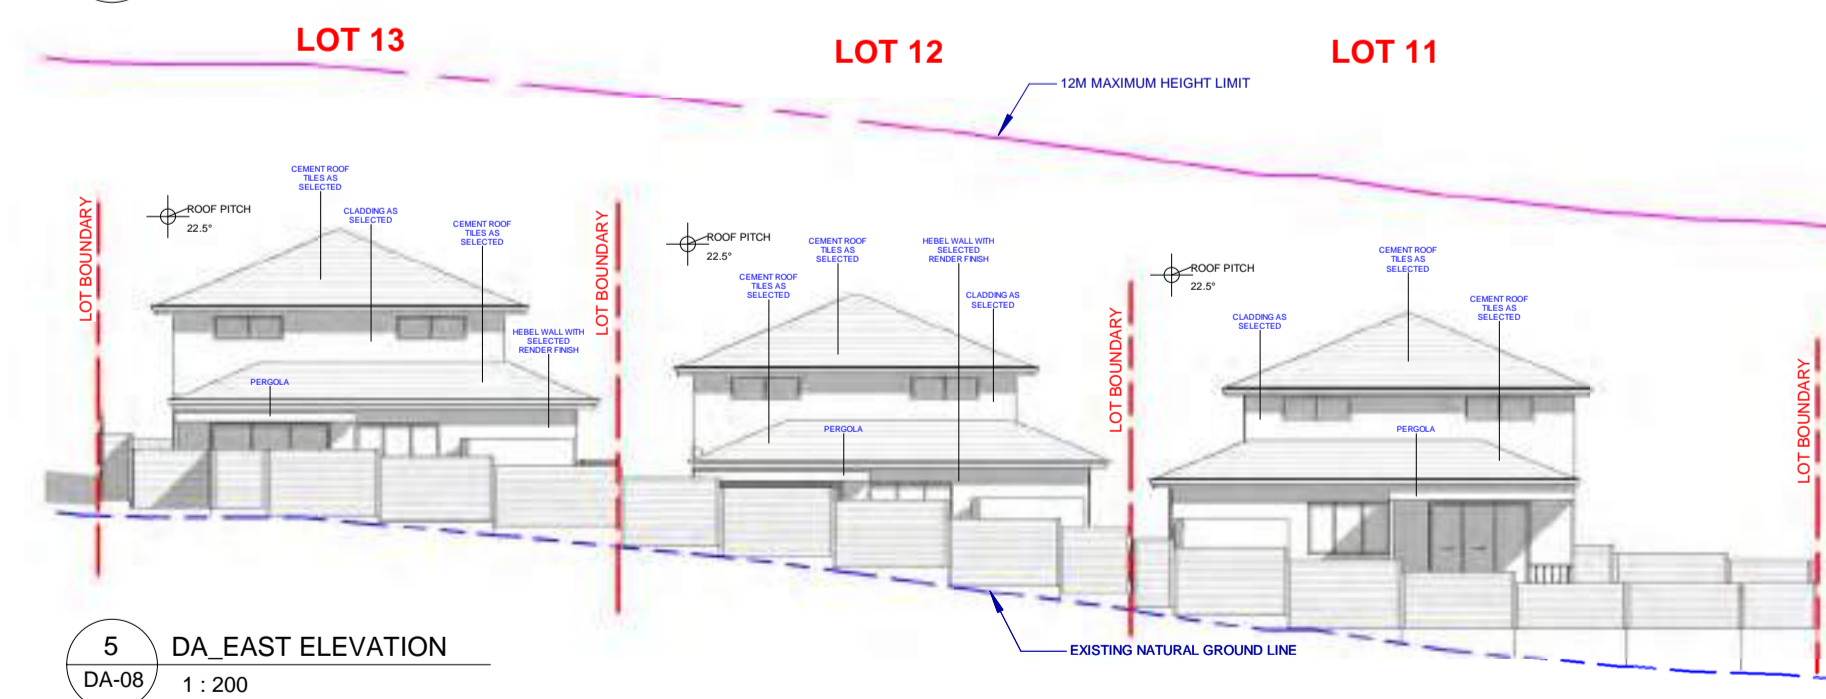 LOT 13
LOT 12
LOT 11
12M MAXIMUM HEIGHT LIMIT
LOT BOUNDARY
ROOF PITCH
22.5°
CEMENT ROOF
TILES AS
SELECTED
CLADDING AS
SELECTED
CEMENT ROOF
TILES AS
SELECTED
HEBEL WALL WITH
SELECTED
RENDER FINISH
PERGOLA
LOT BOUNDARY
ROOF PITCH
22.5°
CEMENT ROOF
TILES AS
SELECTED
CEMENT ROOF
TILES AS
SELECTED
HEBEL WALL WITH
SELECTED
RENDER FINISH
CLADDING AS
SELECTED
PERGOLA
LOT BOUNDARY
ROOF PITCH
22.5°
CLADDING AS
SELECTED
CEMENT ROOF
TILES AS
SELECTED
CEMENT ROOF
TILES AS
SELECTED
PERGOLA
LOT BOUNDARY
EXISTING NATURAL GROUND LINE
5
DA-08
DA_EAST ELEVATION
1 : 200